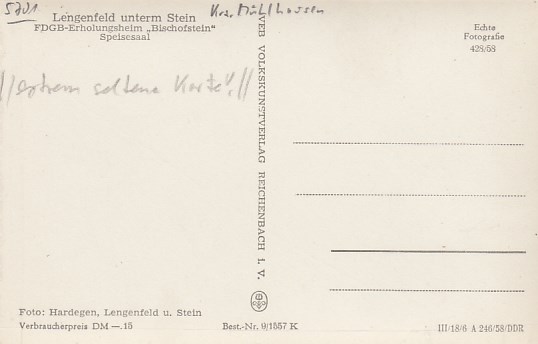 5701
Krs. Mühlhausen
Lengenfeld unterm Stein
FDGB-Erholungsheim „Bischofstein“
Speisesaal
//extrem seltene Karte!//
Echte
Fotografie
428/58
VEB VOLKSKUNSTVERLAG REICHENBACH I. V.
Foto: Hardegen, Lengenfeld u. Stein
Verbraucherpreis DM —.15
Best.-Nr. 9/1557 K
III/18/6 A 246/58/DDR